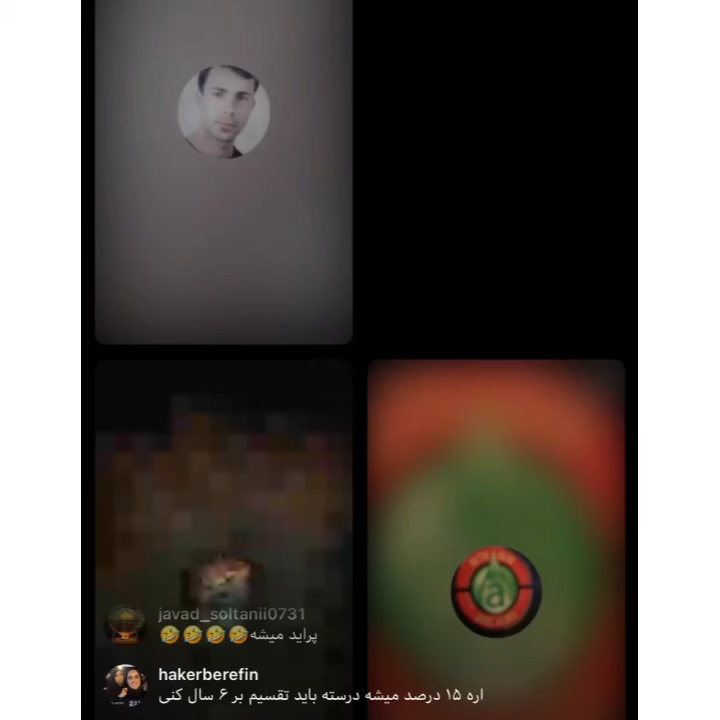 javad_soltanii0731
پراید میشه🤣🤣🤣🤣
hakerberefin
اره ۱۵ درصد میشه درسته باید تقسیم بر ۶ سال کنی